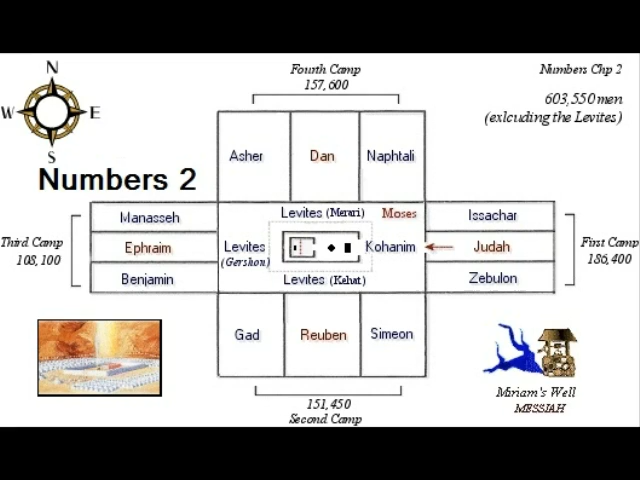 N
W E
S
Numbers 2
Fourth Camp
157,600
Numbers Chp 2
603,550 men
(exlcuding the Levites)
Asher Dan Naphtali
Third Camp
108,100
Manasseh
Ephraim
Benjamin
Levites (Merari) Moses
Levites
(Gershon)
Kohanim
Levites (Kehat)
Issachar
Judah
Zebulon
First Camp
186,400
Gad Reuben Simeon
151,450
Second Camp
Miriam's Well
MESSIAH